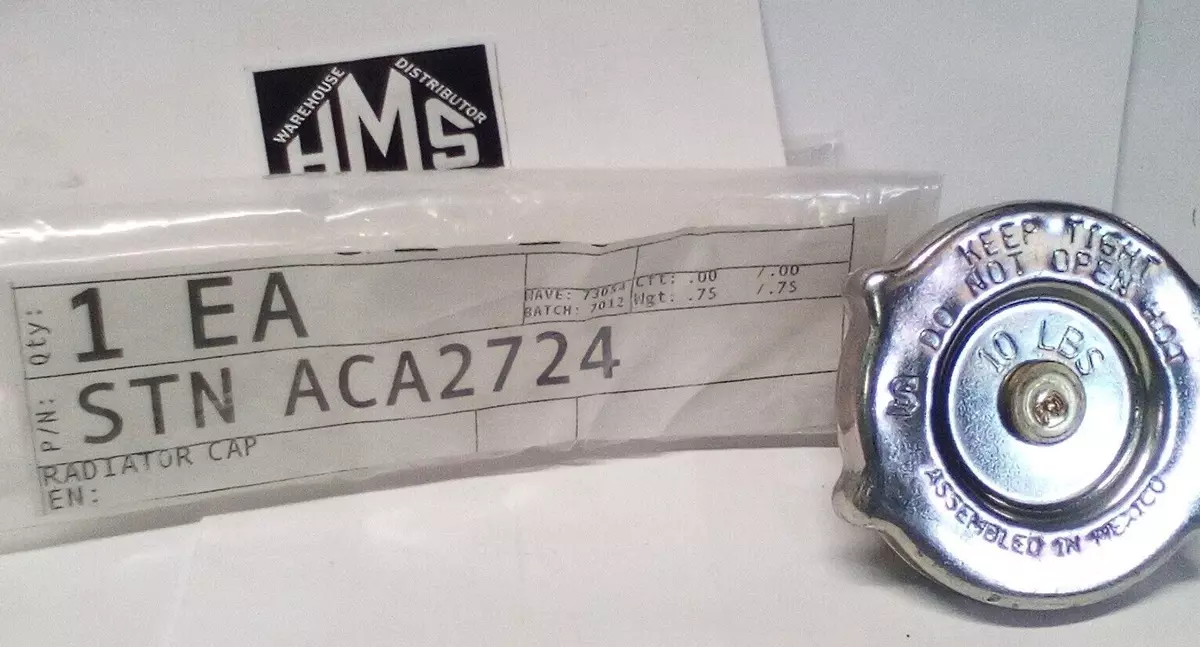 WAREHOUSE
DISTRIBUTOR
HMS
Qty: 1 EA
WAVE: 73054
Cft: .00 /.00
BATCH: 7012
Wgt: .75 /.75
P/N: STN ACA2724
RADIATOR CAP
EN:
KEEP TIGHT
DO NOT OPEN HOT
10 LBS
ASSEMBLED IN MEXICO